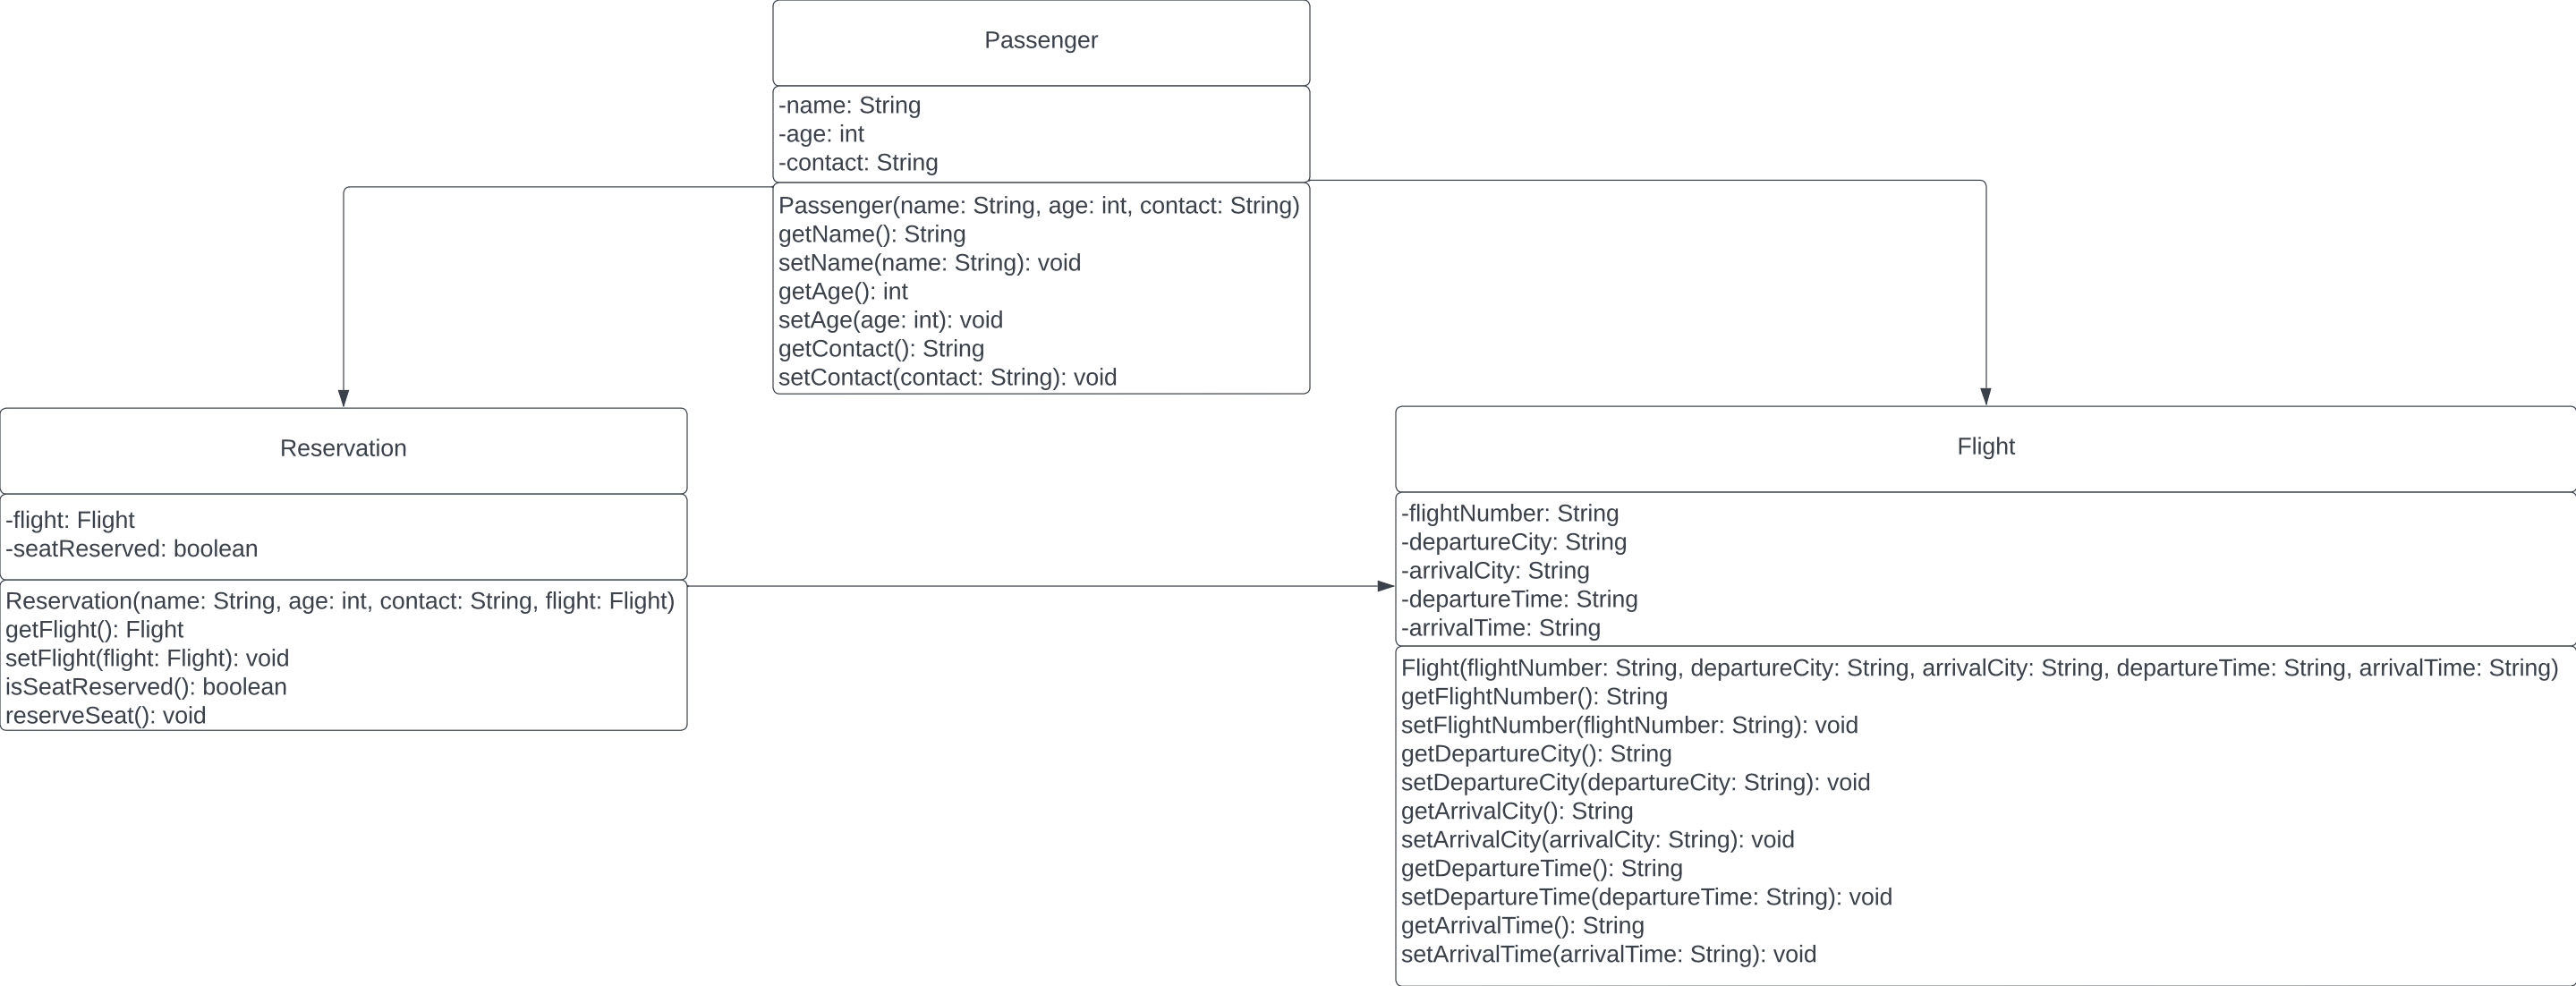 Passenger
-name: String
-age: int
-contact: String
Passenger(name: String, age: int, contact: String)
getName(): String
setName(name: String): void
getAge(): int
setAge(age: int): void
getContact(): String
setContact(contact: String): void
Reservation
-flight: Flight
-seatReserved: boolean
Reservation(name: String, age: int, contact: String, flight: Flight)
getFlight(): Flight
setFlight(flight: Flight): void
isSeatReserved(): boolean
reserveSeat(): void
Flight
-flightNumber: String
-departureCity: String
-arrivalCity: String
-departureTime: String
-arrivalTime: String
Flight(flightNumber: String, departureCity: String, arrivalCity: String, departureTime: String, arrivalTime: String)
getFlightNumber(): String
setFlightNumber(flightNumber: String): void
getDepartureCity(): String
setDepartureCity(departureCity: String): void
getArrivalCity(): String
setArrivalCity(arrivalCity: String): void
getDepartureTime(): String
setDepartureTime(departureTime: String): void
getArrivalTime(): String
setArrivalTime(arrivalTime: String): void